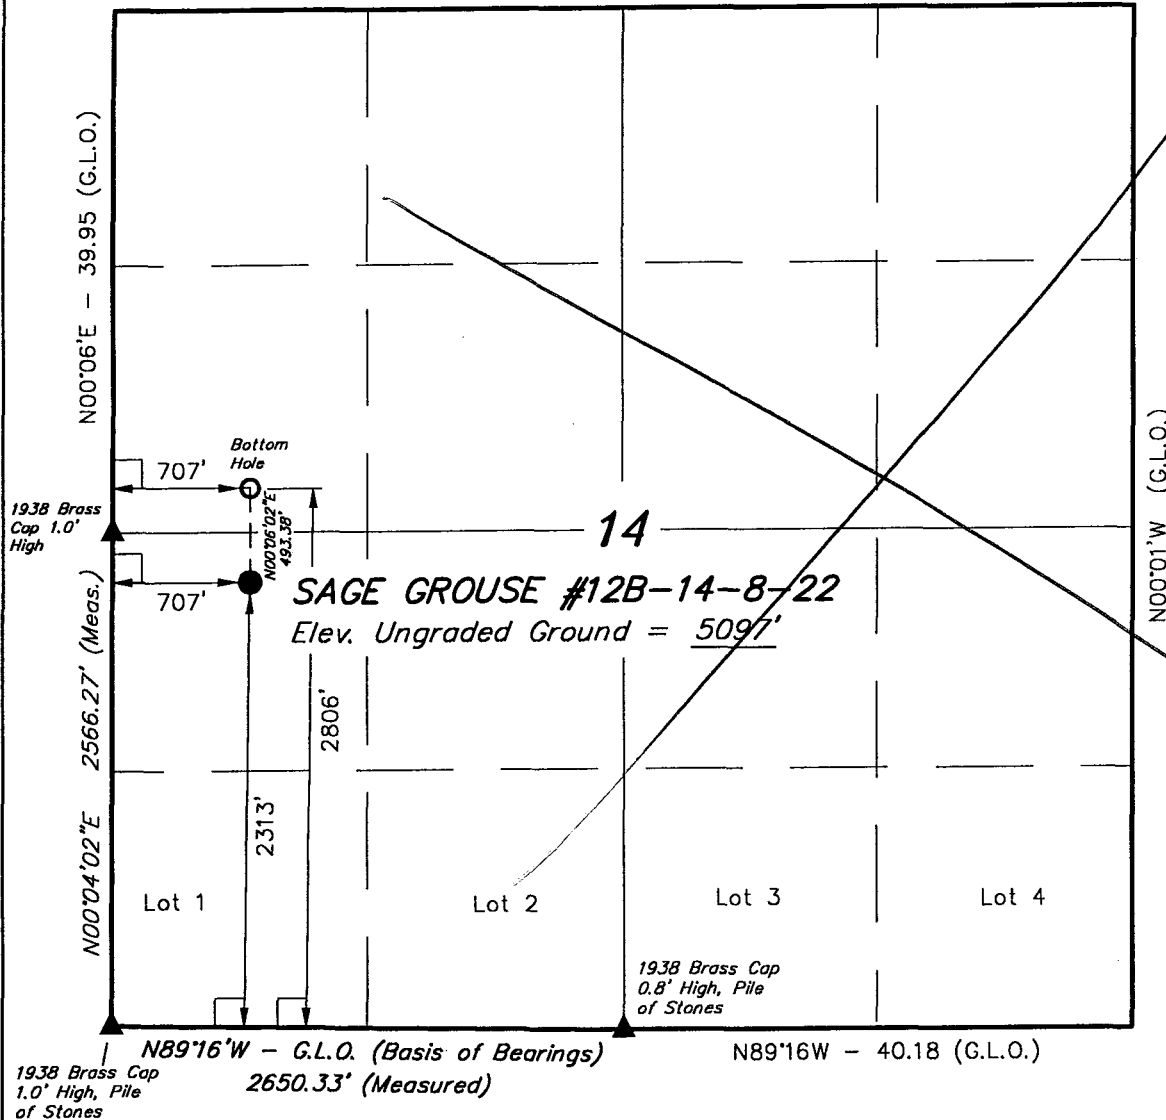 N00°06'E - 39.95 (G.L.O.)
Bottom
Hole
707'
1938 Brass
Cap 1.0'
High
N00°06'02"E
493.38'
14
707'
SAGE GROUSE #12B-14-8-22
Elev. Ungraded Ground = 5097'
N00°01'W (G.L.O.)
N00°04'02"E 2566.27' (Meas.)
2806'
2313'
Lot 1
Lot 2
Lot 3
Lot 4
1938 Brass Cap
0.8' High, Pile
of Stones
N89°16'W - G.L.O. (Basis of Bearings)
2650.33' (Measured)
N89°16W - 40.18 (G.L.O.)
1938 Brass Cap
1.0' High, Pile
of Stones